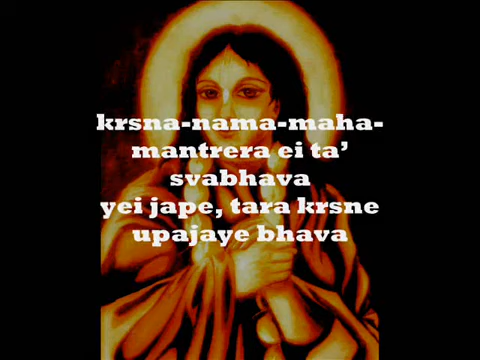 krsna-nama-maha-
mantrera ei ta’
svabhava
yei jape, tara krsne
upajaye bhava